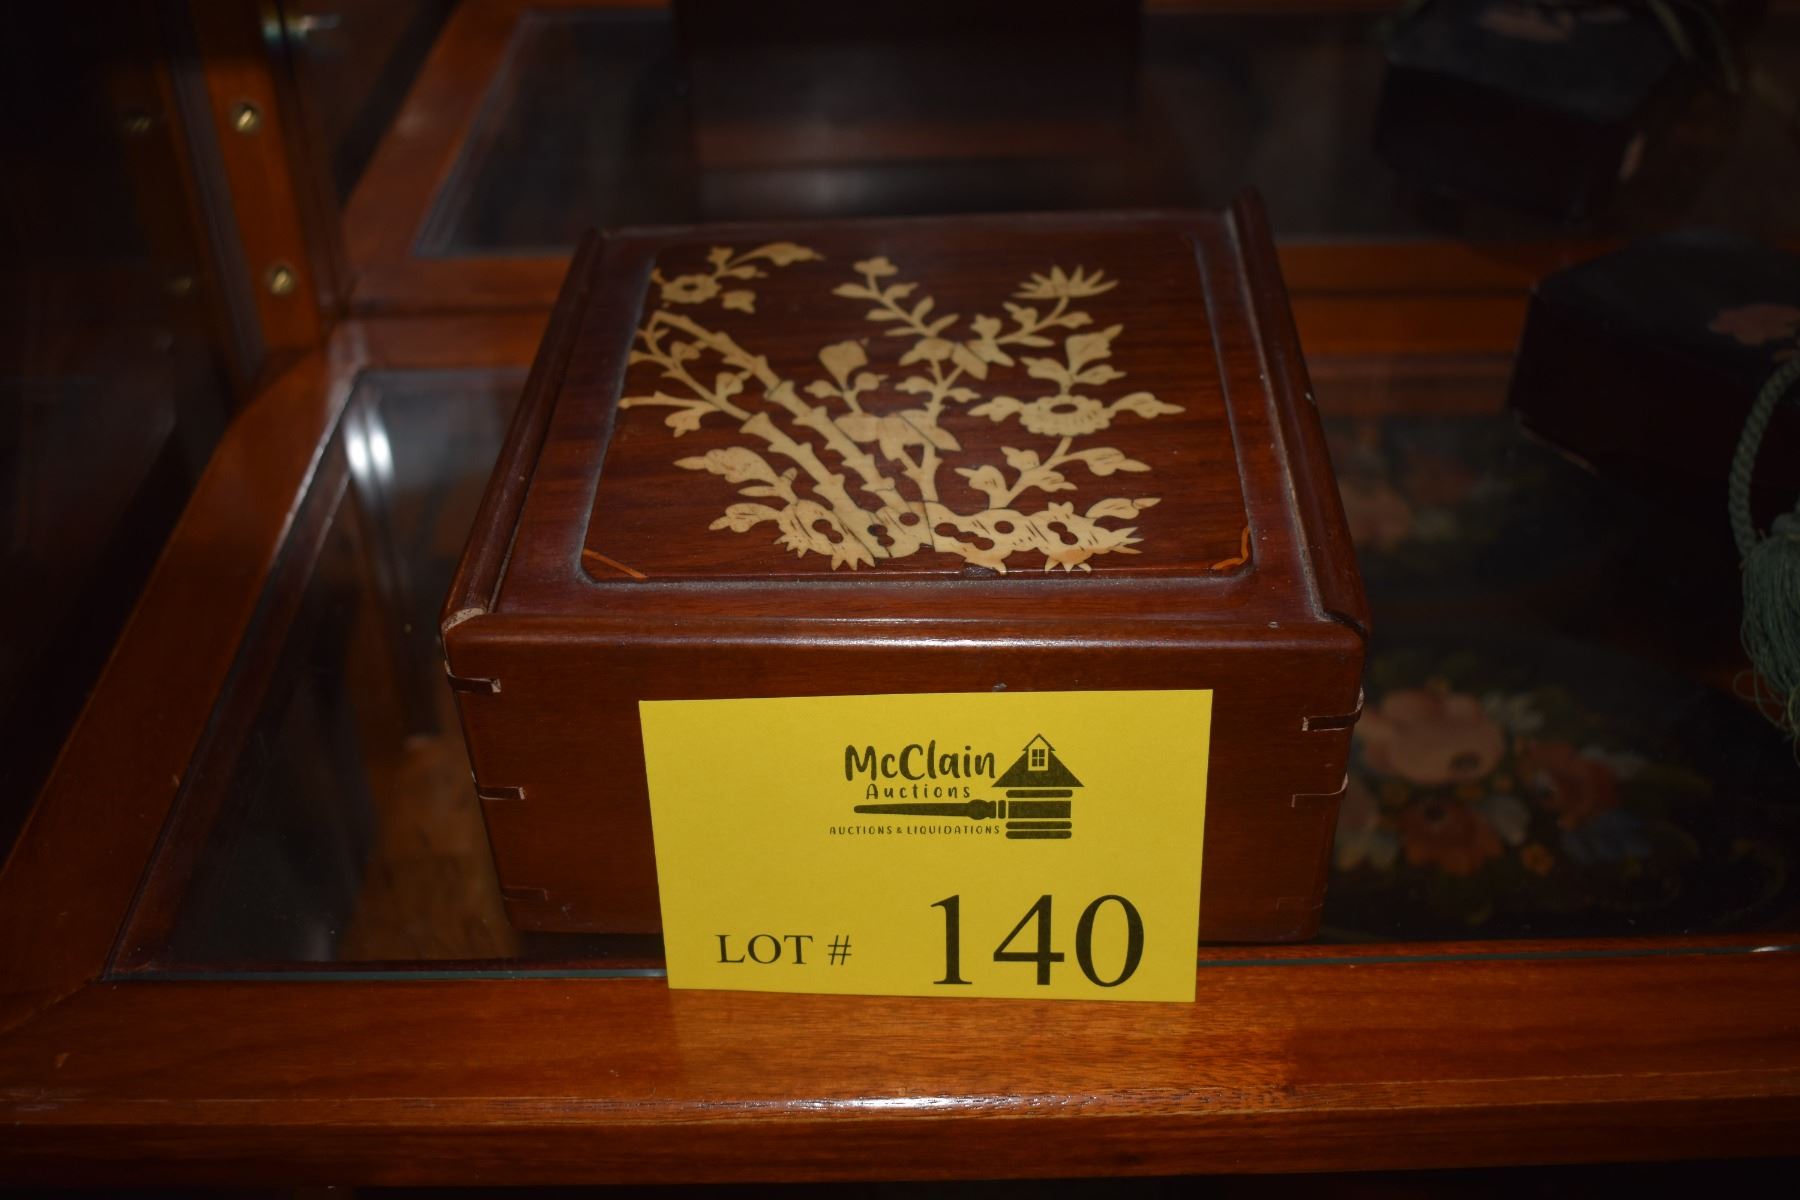 McClain
Auctions
AUCTIONS & LIQUIDATIONS
LOT # 140